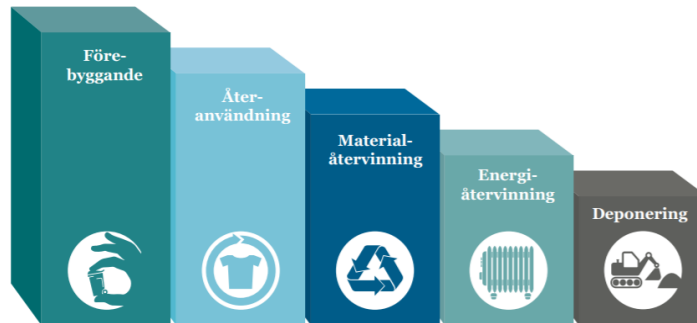 Före-
byggande
Åter-
användning
Material-
återvinning
Energi-
återvinning
Deponering